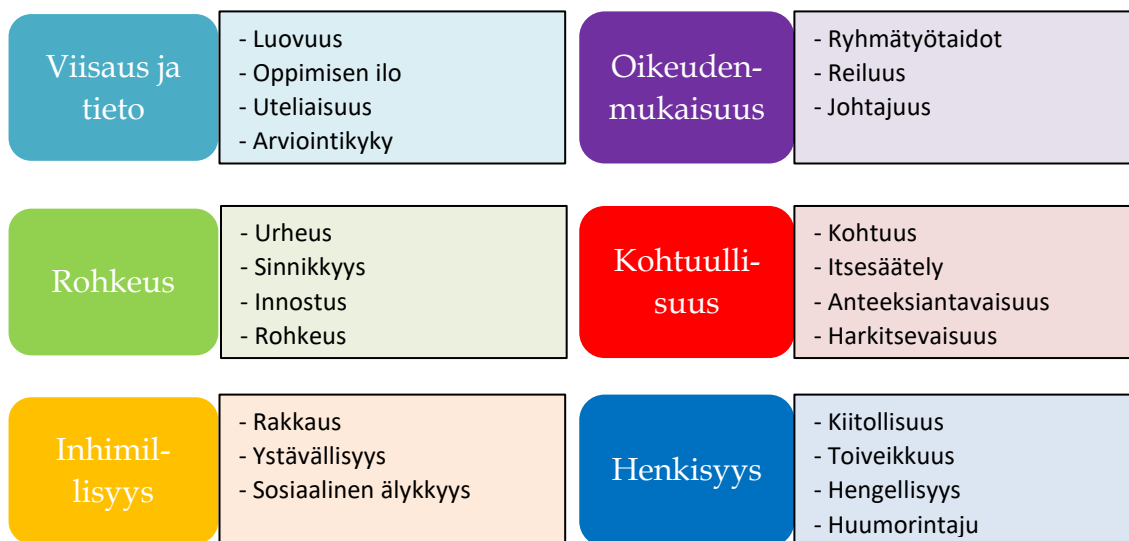 Viisaus ja
tieto
- Luovuus
- Oppimisen ilo
- Uteliaisuus
- Arviointikyky
Oikeuden-
mukaisuus
- Ryhmätyötaidot
- Reiluus
- Johtajuus
Rohkeus
- Urheus
- Sinnikkyys
- Innostus
- Rohkeus
Kohtuulli-
suus
- Kohtuus
- Itsesäätely
- Anteeksiantavaisuus
- Harkitsevaisuus
Inhimil-
lisyys
- Rakkaus
- Ystävällisyys
- Sosiaalinen älykkyys
Henkisyys
- Kiitollisuus
- Toiveikkuus
- Hengellisyys
- Huumorintaju